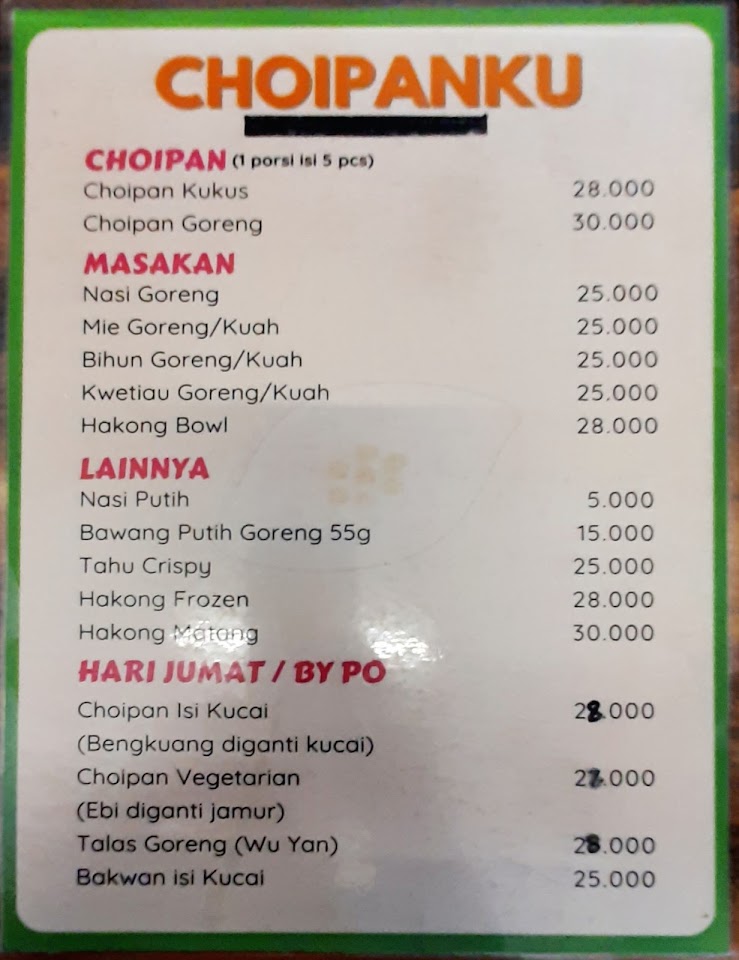 CHOIPANKU
CHOIPAN (1 porsi isi 5 pcs)
Choipan Kukus 28.000
Choipan Goreng 30.000
MASAKAN
Nasi Goreng 25.000
Mie Goreng/Kuah 25.000
Bihun Goreng/Kuah 25.000
Kwetiau Goreng/Kuah 25.000
Hakong Bowl 28.000
LAINNYA
Nasi Putih 5.000
Bawang Putih Goreng 55g 15.000
Tahu Crispy 25.000
Hakong Frozen 28.000
Hakong Matang 30.000
HARI JUMAT / BY PO
Choipan Isi Kucai 28.000
(Bengkuang diganti kucai)
Choipan Vegetarian
(Ebi diganti jamur)
Talas Goreng (Wu Yan) 28.000
Bakwan isi Kucai 25.000